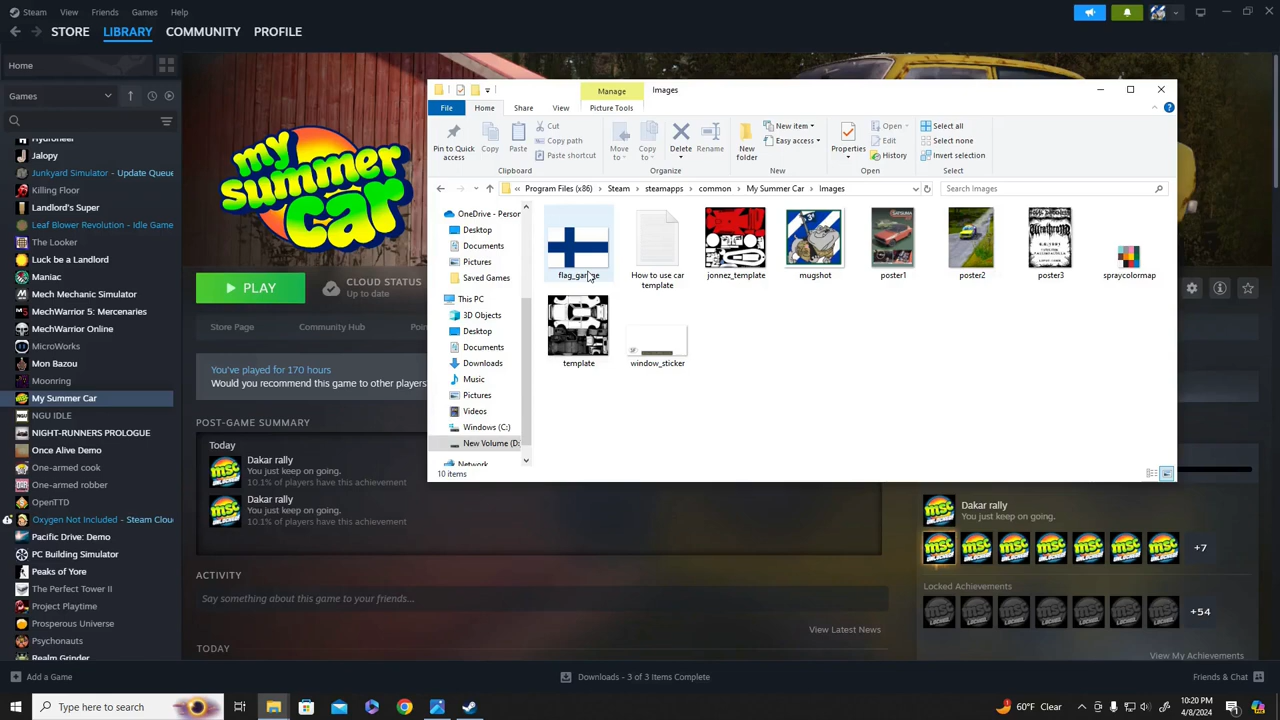 Steam View Friends Games Help
STORE LIBRARY COMMUNITY PROFILE
Home
Games
Hydroneer
Jalopy
Junkyard Simulator - Update Queue
Killing Floor
Landlord's Super
Leaf Blower Revolution - Idle Game
The Looker
Luck be a Landlord
Maniac
Mech Mechanic Simulator
MechWarrior 5: Mercenaries
MechWarrior Online
MicroWorks
Mon Bazou
Moonring
My Summer Car
NGU IDLE
NIGHT-RUNNERS PROLOGUE
Once Alive Demo
One-armed cook
One-armed robber
OpenTTD
Oxygen Not Included - Steam Cloud
Pacific Drive: Demo
PC Building Simulator
Peaks of Yore
The Perfect Tower II
Project Playtime
Prosperous Universe
Psychonauts
Realm Grinder
Add a Game
my summer car
PLAY
CLOUD STATUS
Up to date
Store Page Community Hub Poin
You've played for 170 hours
Would you recommend this game to other players
POST-GAME SUMMARY
Today
Dakar rally
You just keep on going.
10.1% of players have this achievement
Dakar rally
You just keep on going.
10.1% of players have this achievement
ACTIVITY
Say something about this game to your friends...
View Latest News
TODAY
Manage Images
File Home Share View Picture Tools
Pin to Quick access
Copy
Paste
Cut
Copy path
Paste shortcut
Clipboard
Move to
Copy to
Delete
Rename
Organize
New folder
New item
Easy access
New
Properties
Open
Edit
History
Open
Select all
Select none
Invert selection
Select
« Program Files (x86) > Steam > steamapps > common > My Summer Car > Images
Search Images
OneDrive - Person
Desktop
Documents
Pictures
Saved Games
This PC
3D Objects
Desktop
Documents
Downloads
Music
Pictures
Videos
Windows (C:)
New Volume (D:
Network
flag_garage
How to use car template
jonnez_template
mugshot
poster1
poster2
poster3
spraycolormap
template
window_sticker
10 items
Dakar rally
You just keep on going.
+7
Locked Achievements
+54
View My Achievements
Downloads - 3 of 3 Items Complete
Friends & Chat
Type here to search
60°F Clear
10:20 PM
4/8/2024